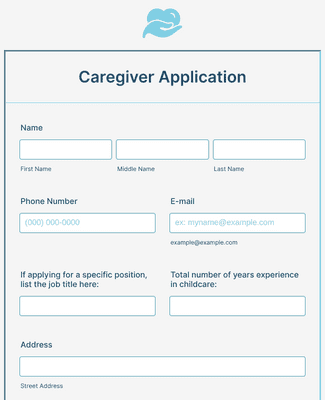 Caregiver Application
Name
First Name
Middle Name
Last Name
Phone Number
E-mail
(000) 000-0000
ex: myname@example.com
example@example.com
If applying for a specific position,
list the job title here:
Total number of years experience
in childcare:
Address
Street Address